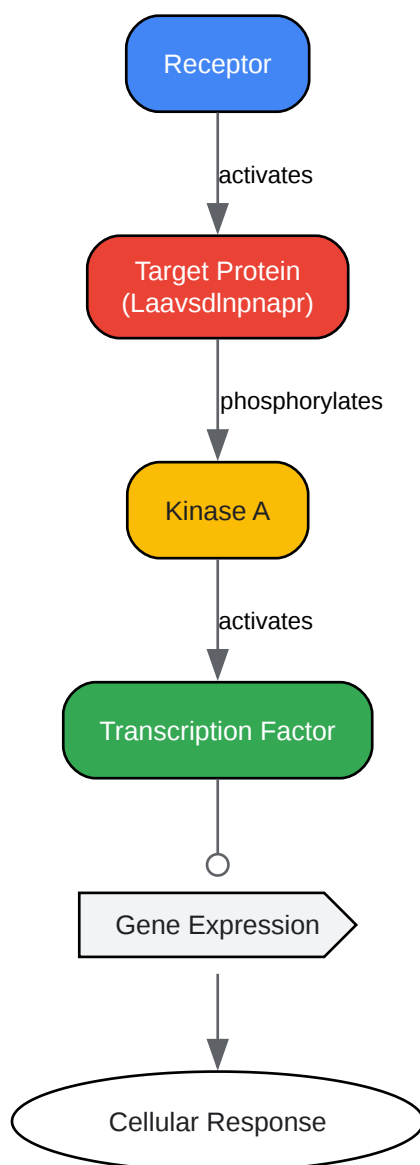 Receptor
activates
Target Protein
(Laavsdlnpnapr)
phosphorylates
Kinase A
activates
Transcription Factor
Gene Expression
Cellular Response